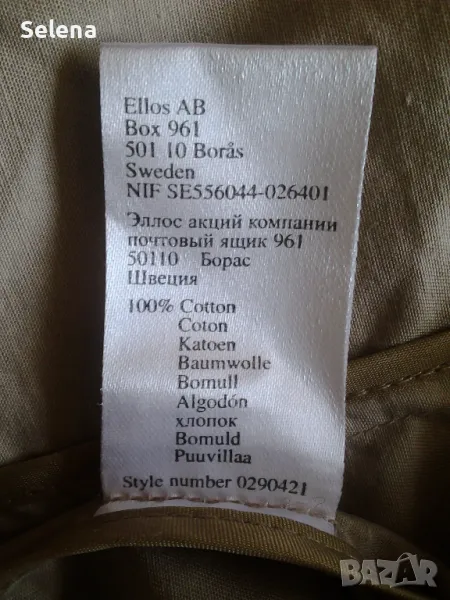 Selena
Ellos AB
Box 961
501 10 Borås
Sweden
NIF SE556044-026401
Эллос акций компании
почтовый ящик 961
50110 Борас
Швеция
100% Cotton
Coton
Katoen
Baumwolle
Bomull
Algodón
хлопок
Bomuld
Puuvillaa
Style number 0290421
BAZAR